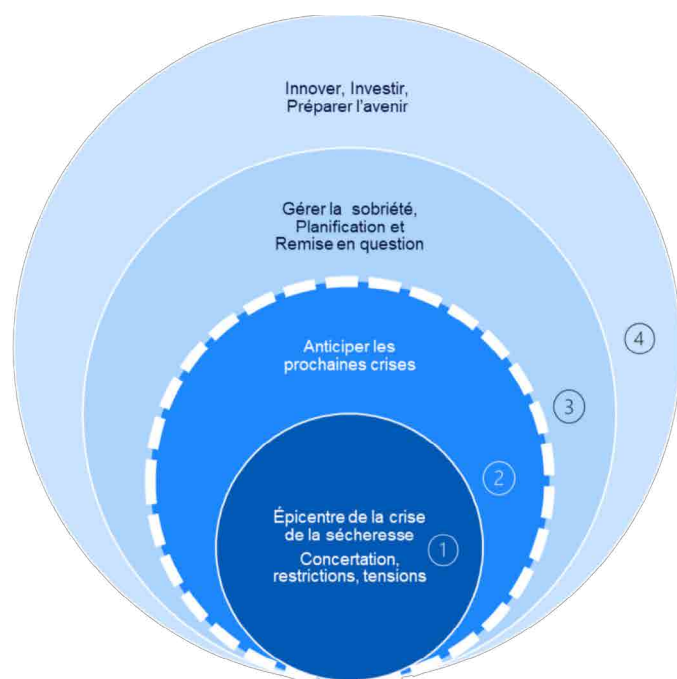 Innover, Investir,
Préparer l'avenir
Gérer la sobriété,
Planification et
Remise en question
4
Anticiper les
prochaines crises
3
2
Épicentre de la crise
de la sécheresse
1
Concertation,
restrictions, tensions